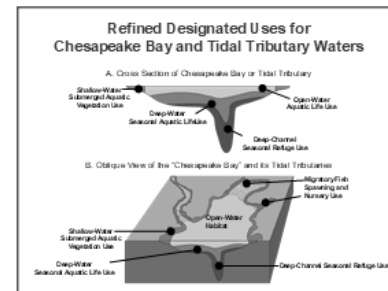 Refined Designated Uses for
Chesapeake Bay and Tidal Tributary Waters
A. Cross Section of Chesapeake Bay or Tidal Tributary
Shallow-Water
Submerged Aquatic
Vegetation Use
Open-Water
Aquatic Life Use
Deep-Water
Seasonal Aquatic Life Use
Deep-Channel
Seasonal Refuge Use
B. Oblique View of the "Chesapeake Bay" and its Tidal Tributaries
Migratory Fish
Spawning and
Nursery Use
Open-Water
Habitat
Shallow-Water
Submerged Aquatic
Vegetation Use
Deep-Water
Seasonal Aquatic Life Use
Deep-Channel Seasonal Refuge Use